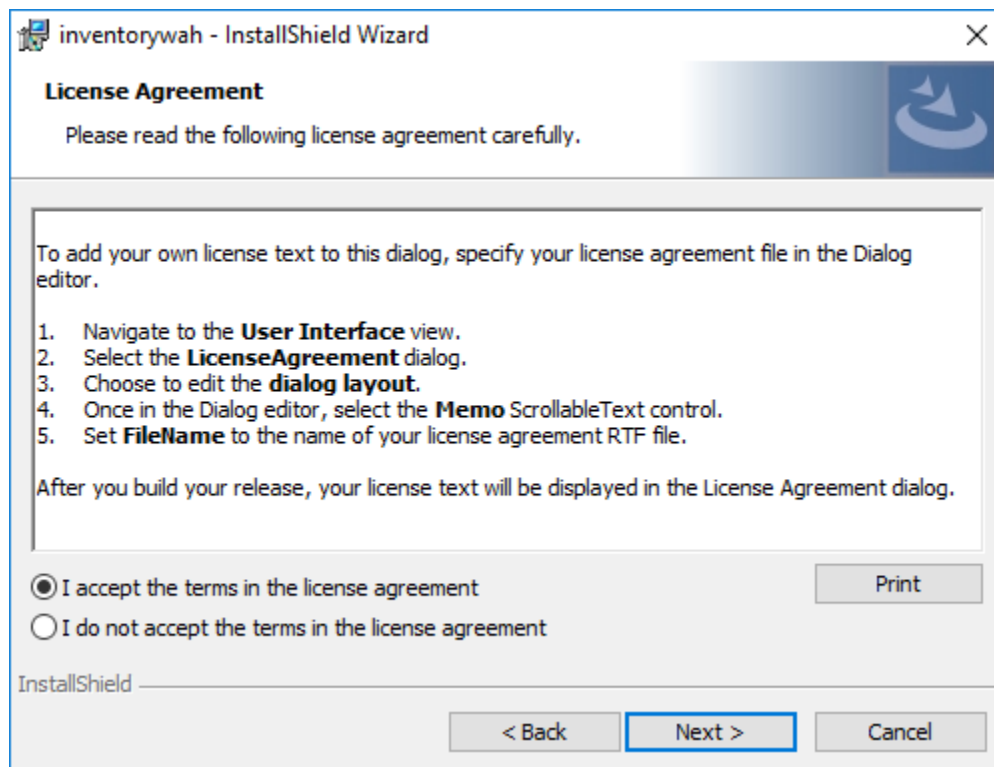 inventorywah - InstallShield Wizard
License Agreement
Please read the following license agreement carefully.
To add your own license text to this dialog, specify your license agreement file in the Dialog
editor.
1. Navigate to the User Interface view.
2. Select the LicenseAgreement dialog.
3. Choose to edit the dialog layout.
4. Once in the Dialog editor, select the Memo ScrollableText control.
5. Set FileName to the name of your license agreement RTF file.
After you build your release, your license text will be displayed in the License Agreement dialog.
I accept the terms in the license agreement
Print
I do not accept the terms in the license agreement
InstallShield
< Back
Next >
Cancel